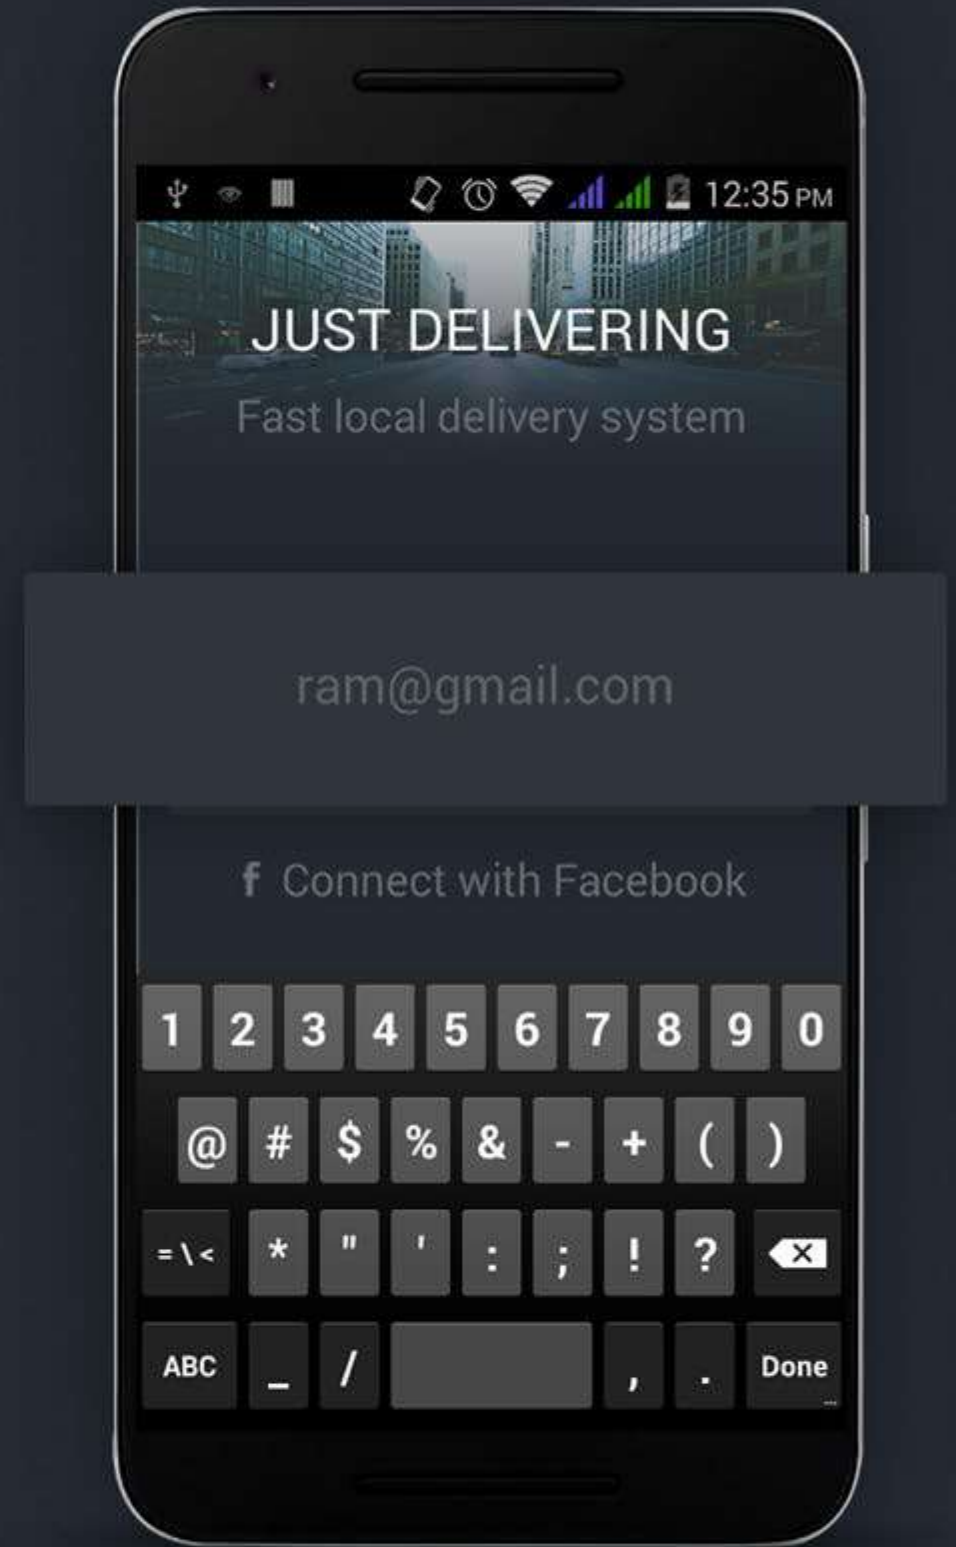 12:35 PM
JUST DELIVERING
Fast local delivery system
ram@gmail.com
f Connect with Facebook
1 2 3 4 5 6 7 8 9 0
@ # $ % & - + ( )
= \ < * " ' : ; ! ?
ABC _ / , . Done
...